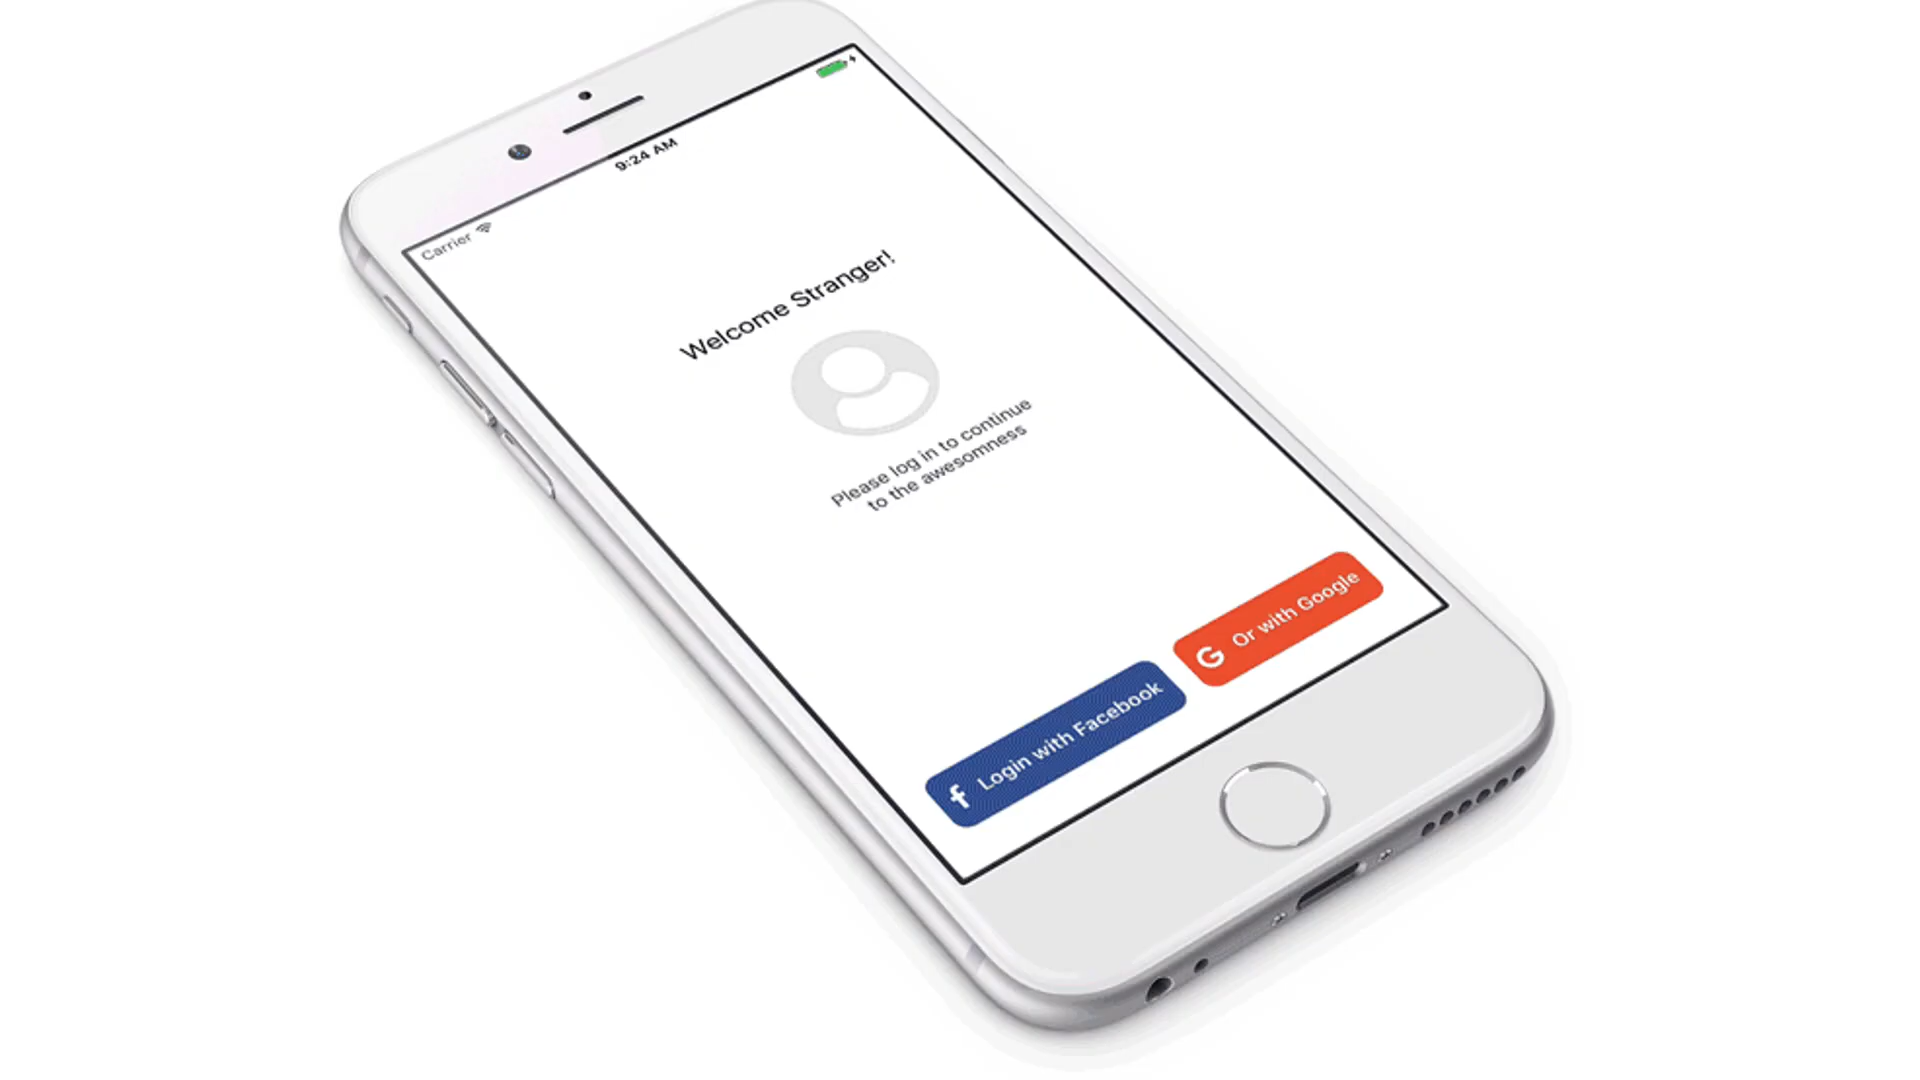 Carrier
9:24 AM
Welcome Stranger!
Please log in to continue
to the awesomness
f Login with Facebook
G Or with Google